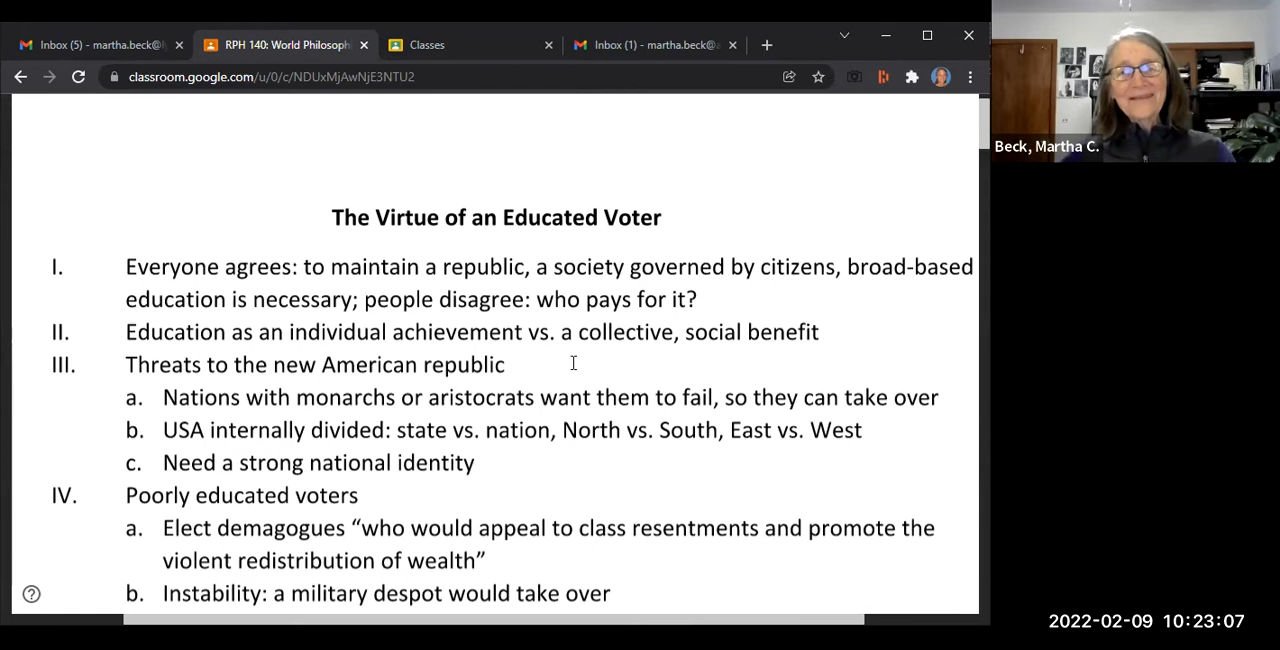 Inbox (5) - martha.beck@
RPH 140: World Philosoph
Classes
Inbox (1) - martha.beck@
classroom.google.com/u/0/c/NDUxMjAwNjE3NTU2
Beck, Martha C.
The Virtue of an Educated Voter
I. Everyone agrees: to maintain a republic, a society governed by citizens, broad-based
education is necessary; people disagree: who pays for it?
II. Education as an individual achievement vs. a collective, social benefit
III. Threats to the new American republic
a. Nations with monarchs or aristocrats want them to fail, so they can take over
b. USA internally divided: state vs. nation, North vs. South, East vs. West
c. Need a strong national identity
IV. Poorly educated voters
a. Elect demagogues “who would appeal to class resentments and promote the
violent redistribution of wealth”
b. Instability: a military despot would take over
2022-02-09 10:23:07